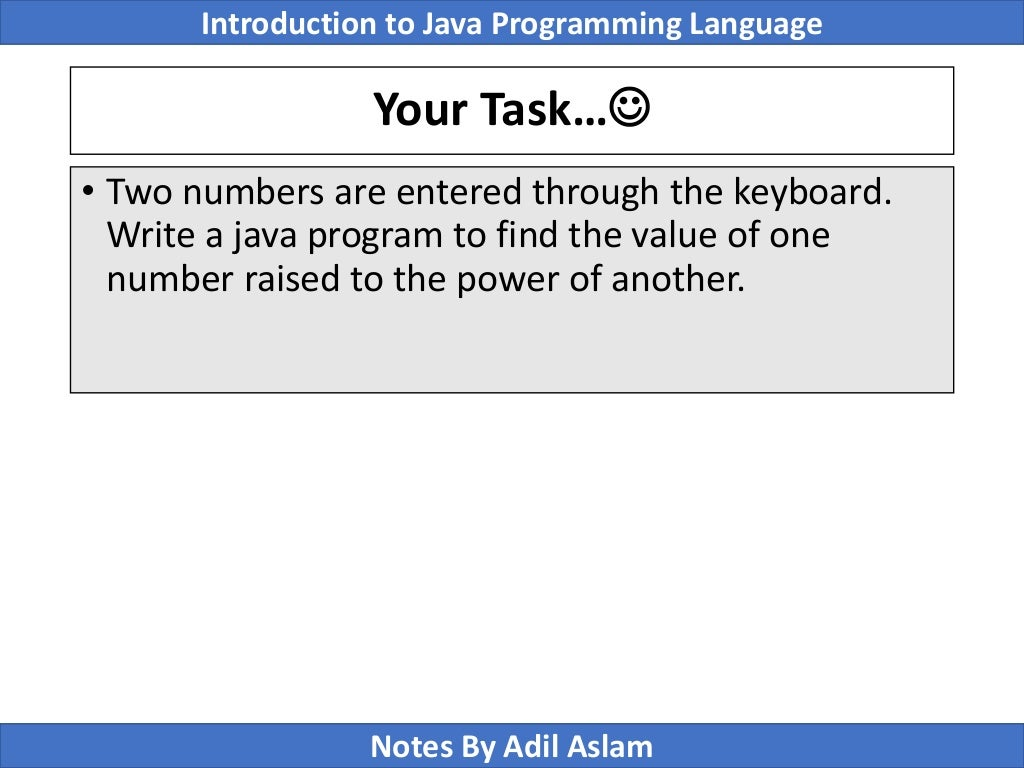 Introduction to Java Programming Language
Your Task…☺
• Two numbers are entered through the keyboard.
Write a java program to find the value of one
number raised to the power of another.
Notes By Adil Aslam